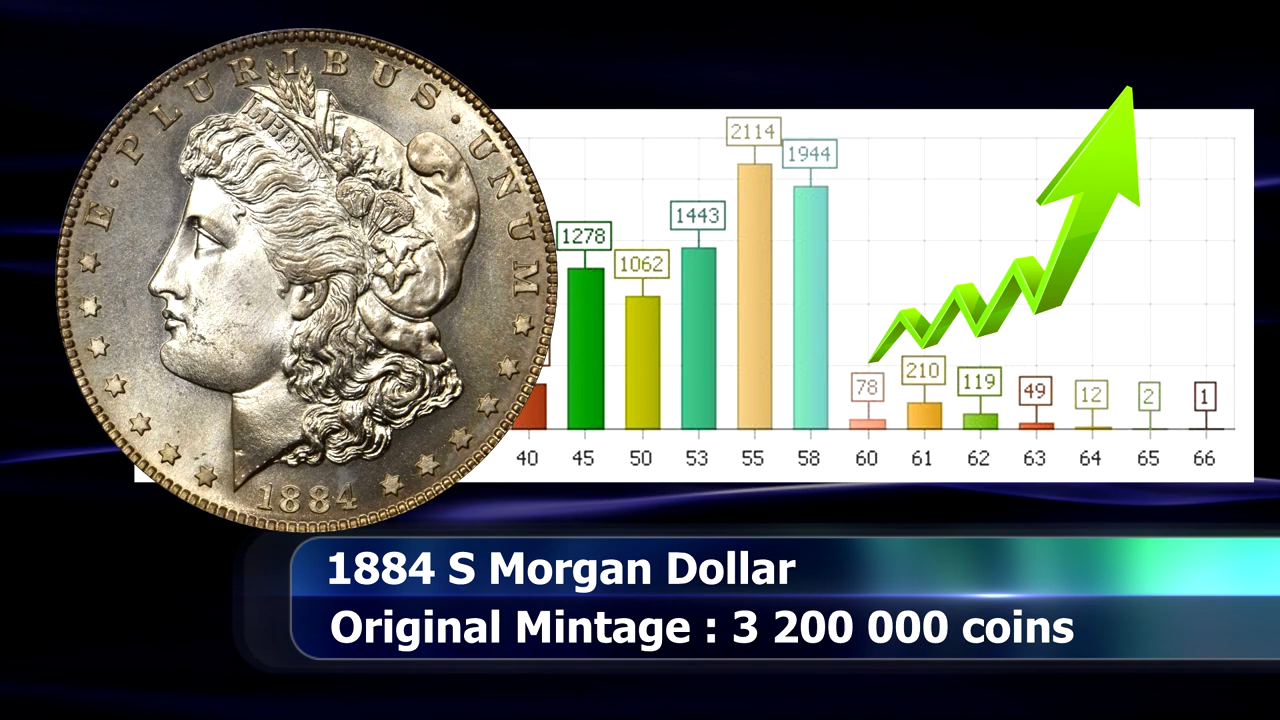 E · PLURIBUS · UNUM
LIBERTY
1884
2114
1944
1443
1278
1062
210
119
78
49
12
2
1
40 45 50 53 55 58 60 61 62 63 64 65 66
1884 S Morgan Dollar
Original Mintage : 3 200 000 coins